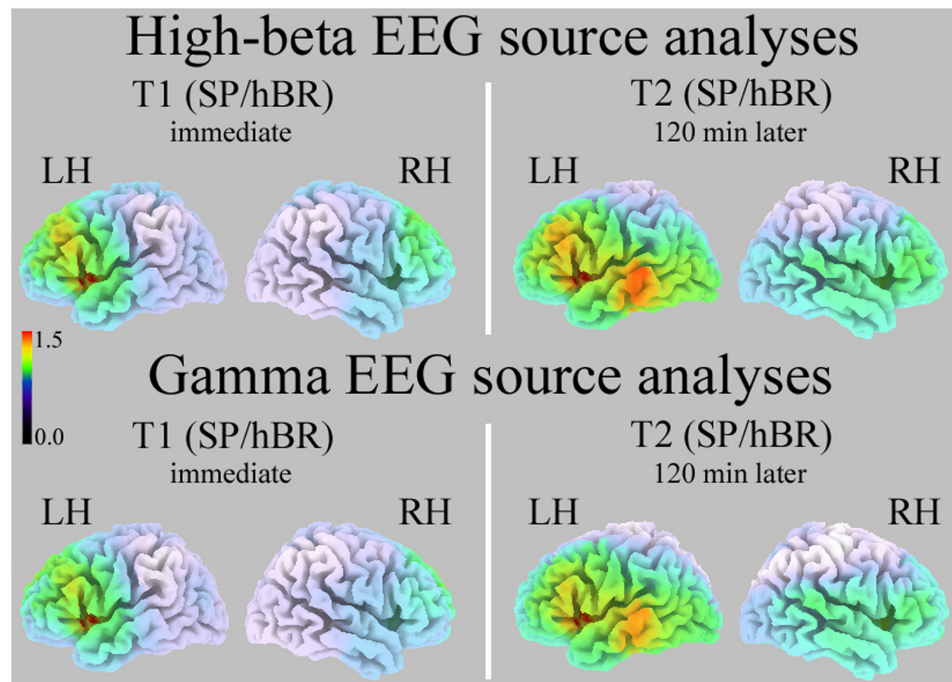 High-beta EEG source analyses
T1 (SP/hBR)
immediate
T2 (SP/hBR)
120 min later
LH
RH
LH
RH
1.5
0.0
Gamma EEG source analyses
T1 (SP/hBR)
immediate
T2 (SP/hBR)
120 min later
LH
RH
LH
RH